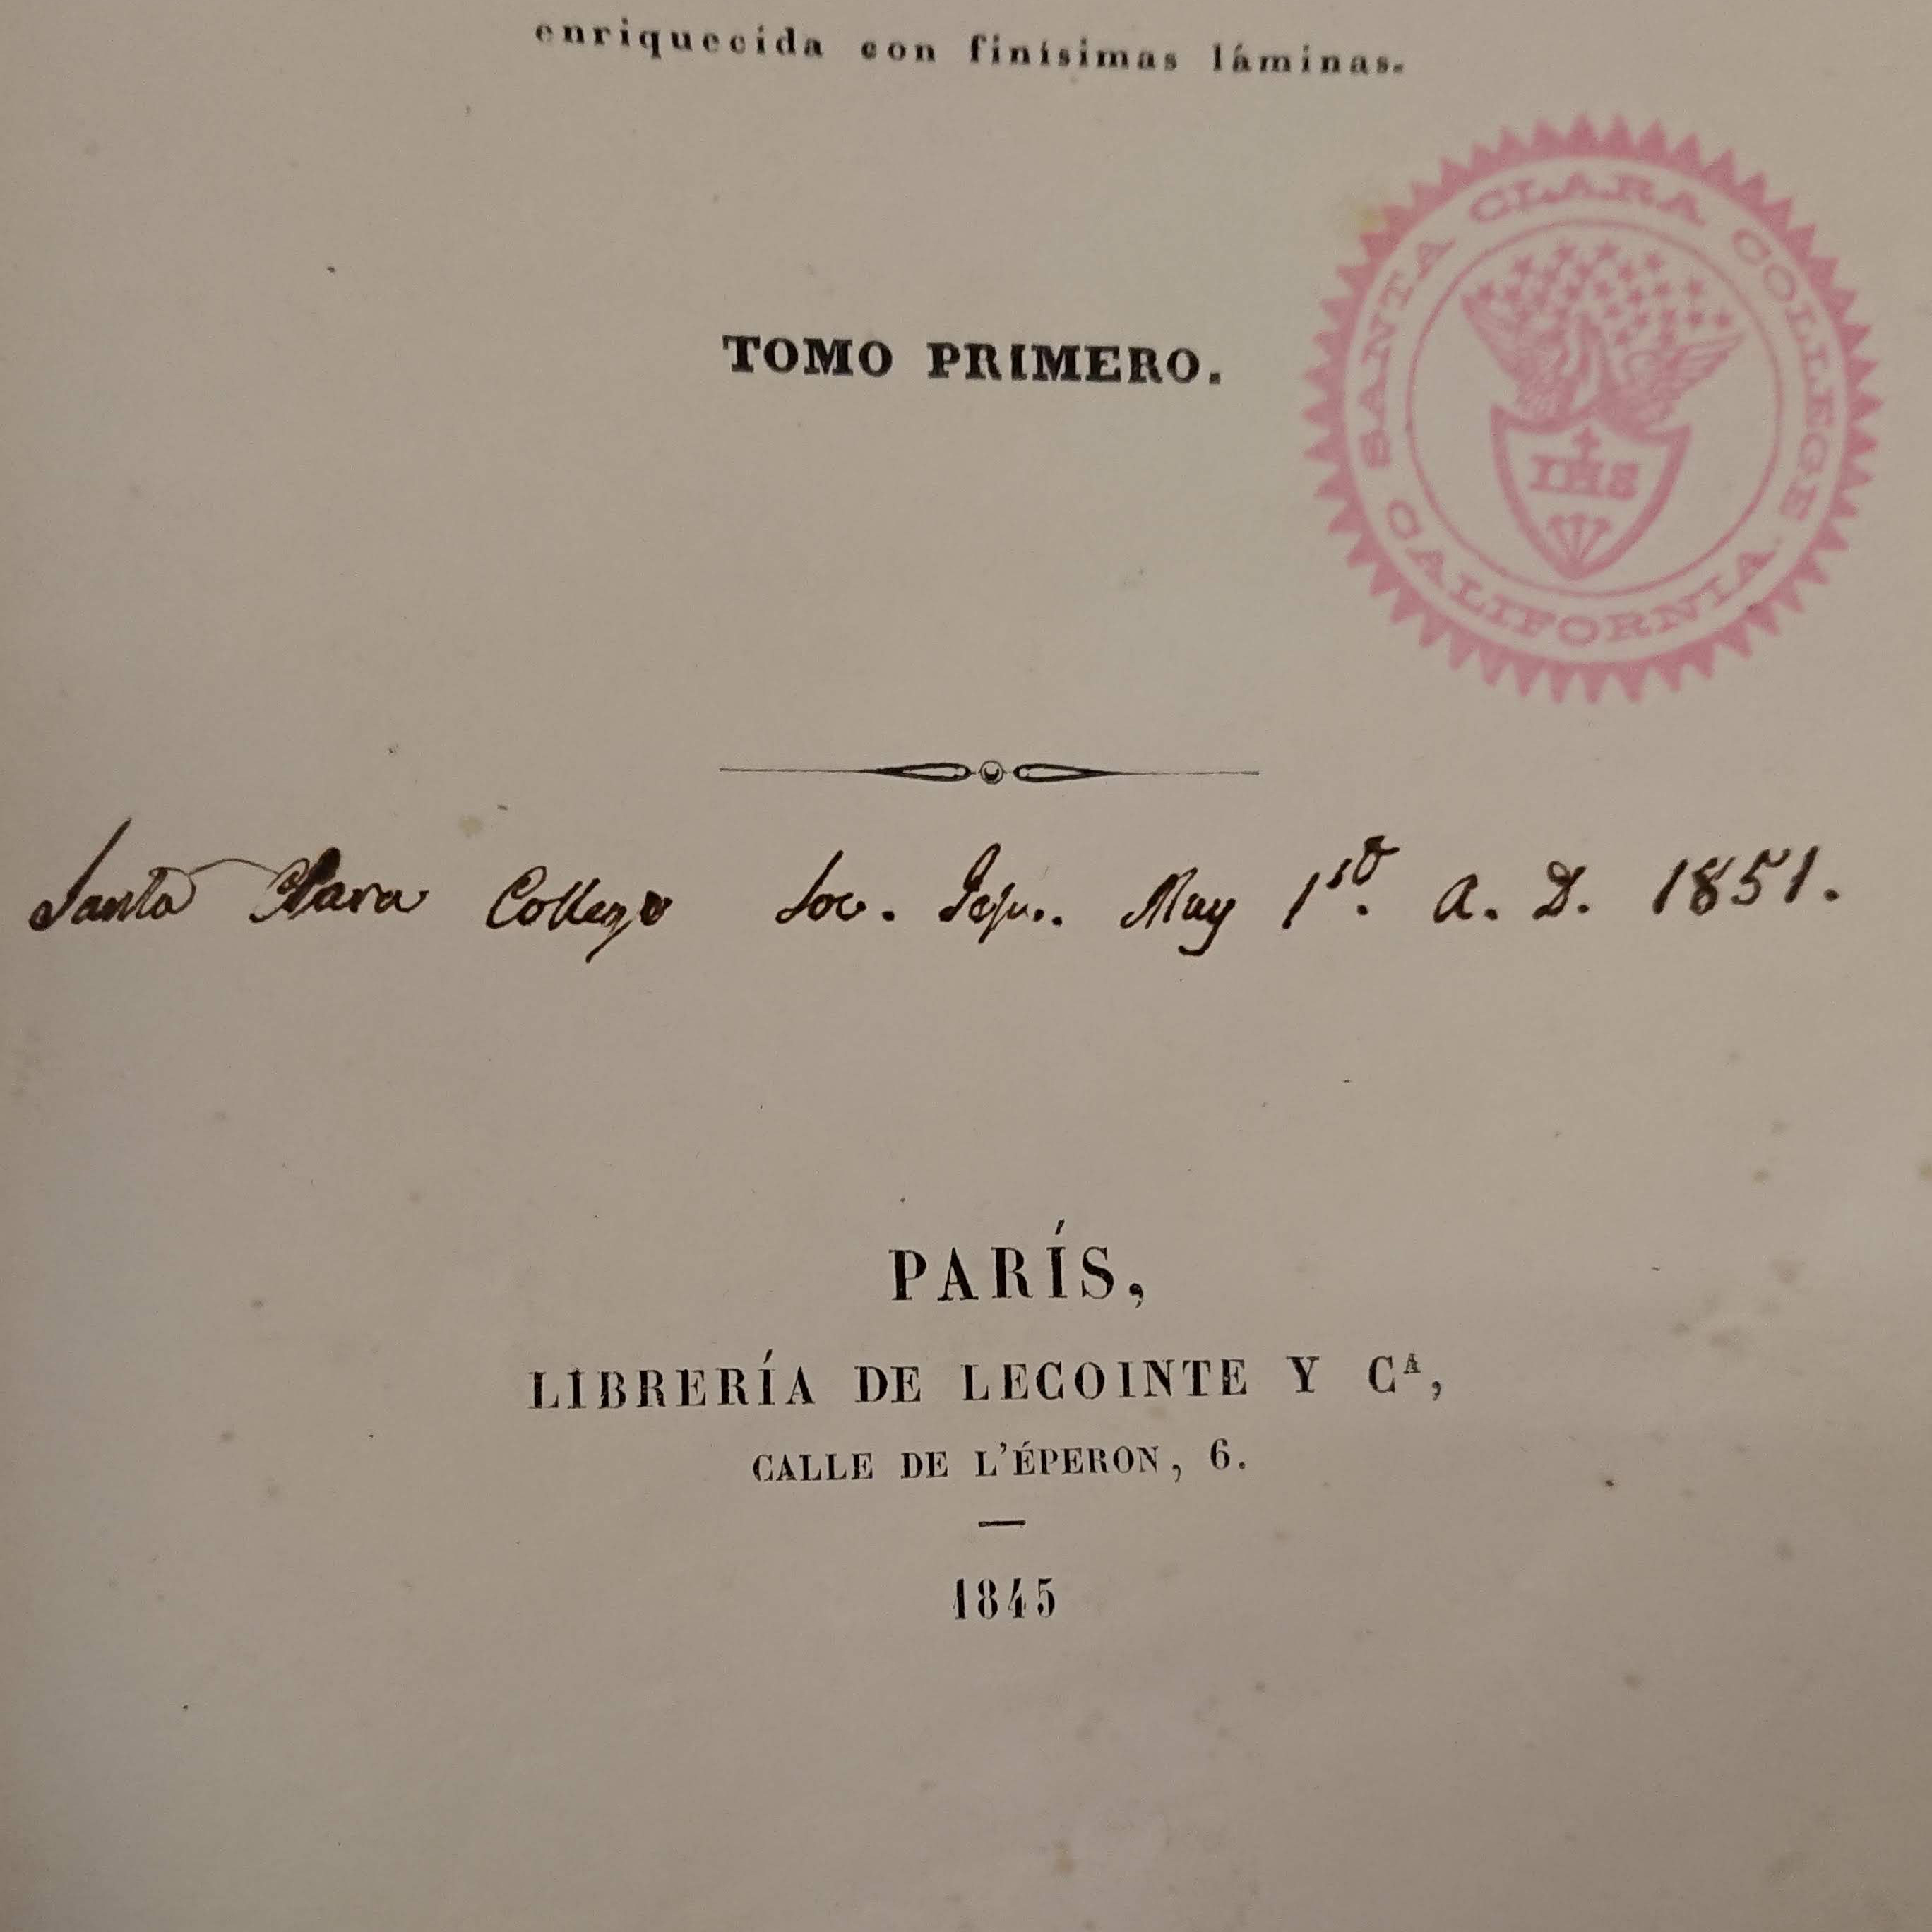 enriquecida con finísimas láminas.
SANTA CLARA COLLEGE
CALIFORNIA.
IHS
TOMO PRIMERO.
Santa Clara College Soc. Jesu.. May 1st. A. D. 1851.
PARÍS,
LIBRERÍA DE LECOINTE Y Cᴬ,
CALLE DE L'ÉPERON, 6.
1845